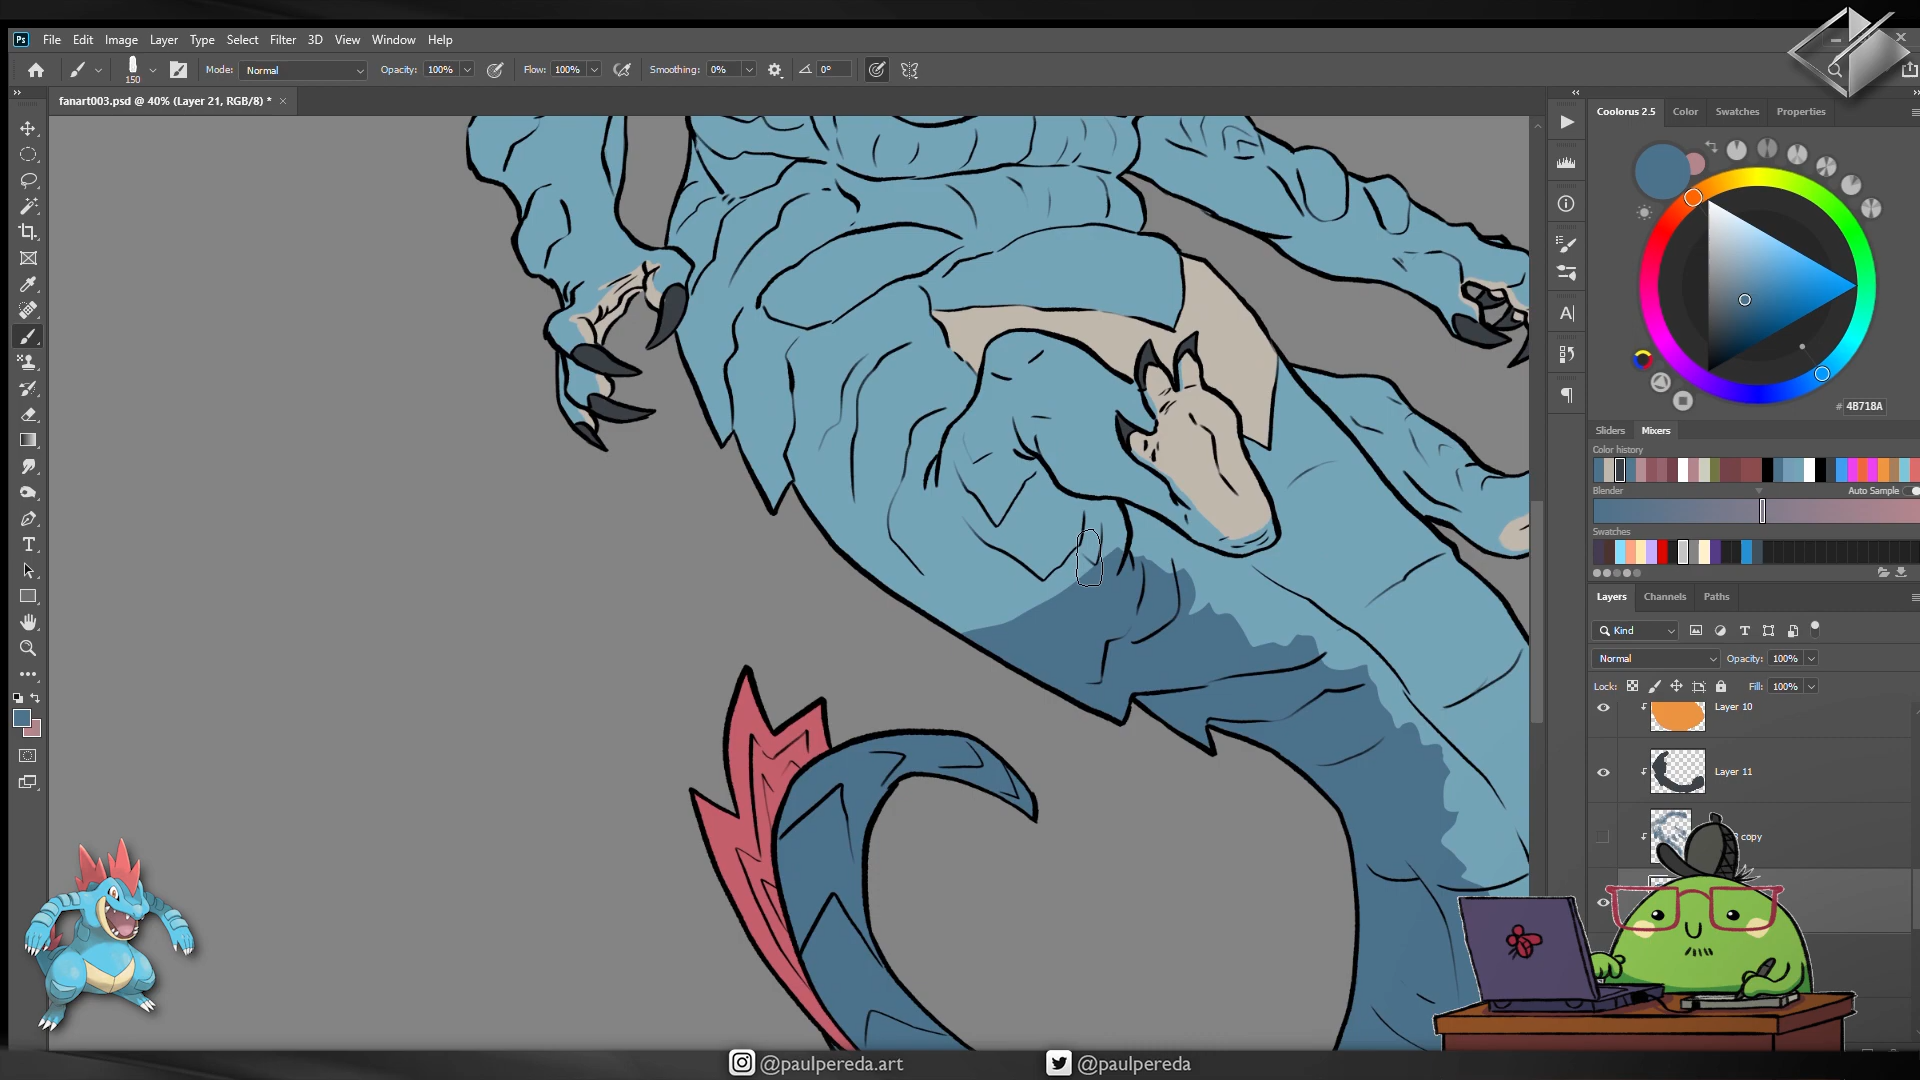 Ps File Edit Image Layer Type Select Filter 3D View Window Help
150 Mode: Normal Opacity: 100% Flow: 100% Smoothing: 0% 0°
fanart003.psd @ 40% (Layer 21, RGB/8) *
Coolorus 2.5 Color Swatches Properties
# 4B718A
Sliders Mixers
Color history
Blender Auto Sample
Swatches
Layers Channels Paths
Kind
Normal Opacity: 100%
Lock: Fill: 100%
Layer 10
Layer 11
copy
@paulpereda.art @paulpereda